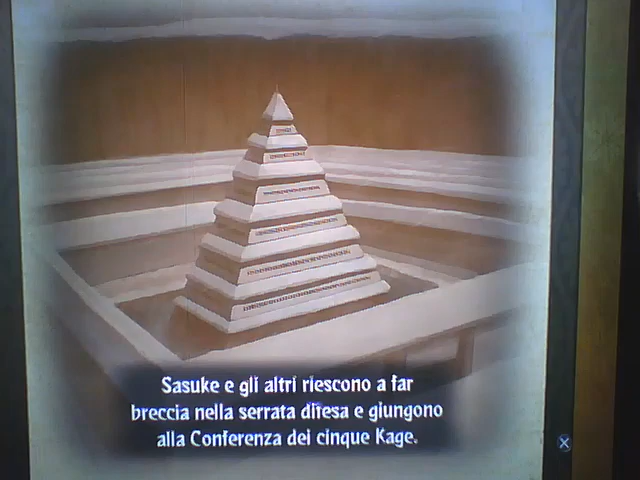 Sasuke e gli altri riescono a far
breccia nella serrata difesa e giungono
alla Conferenza dei cinque Kage.